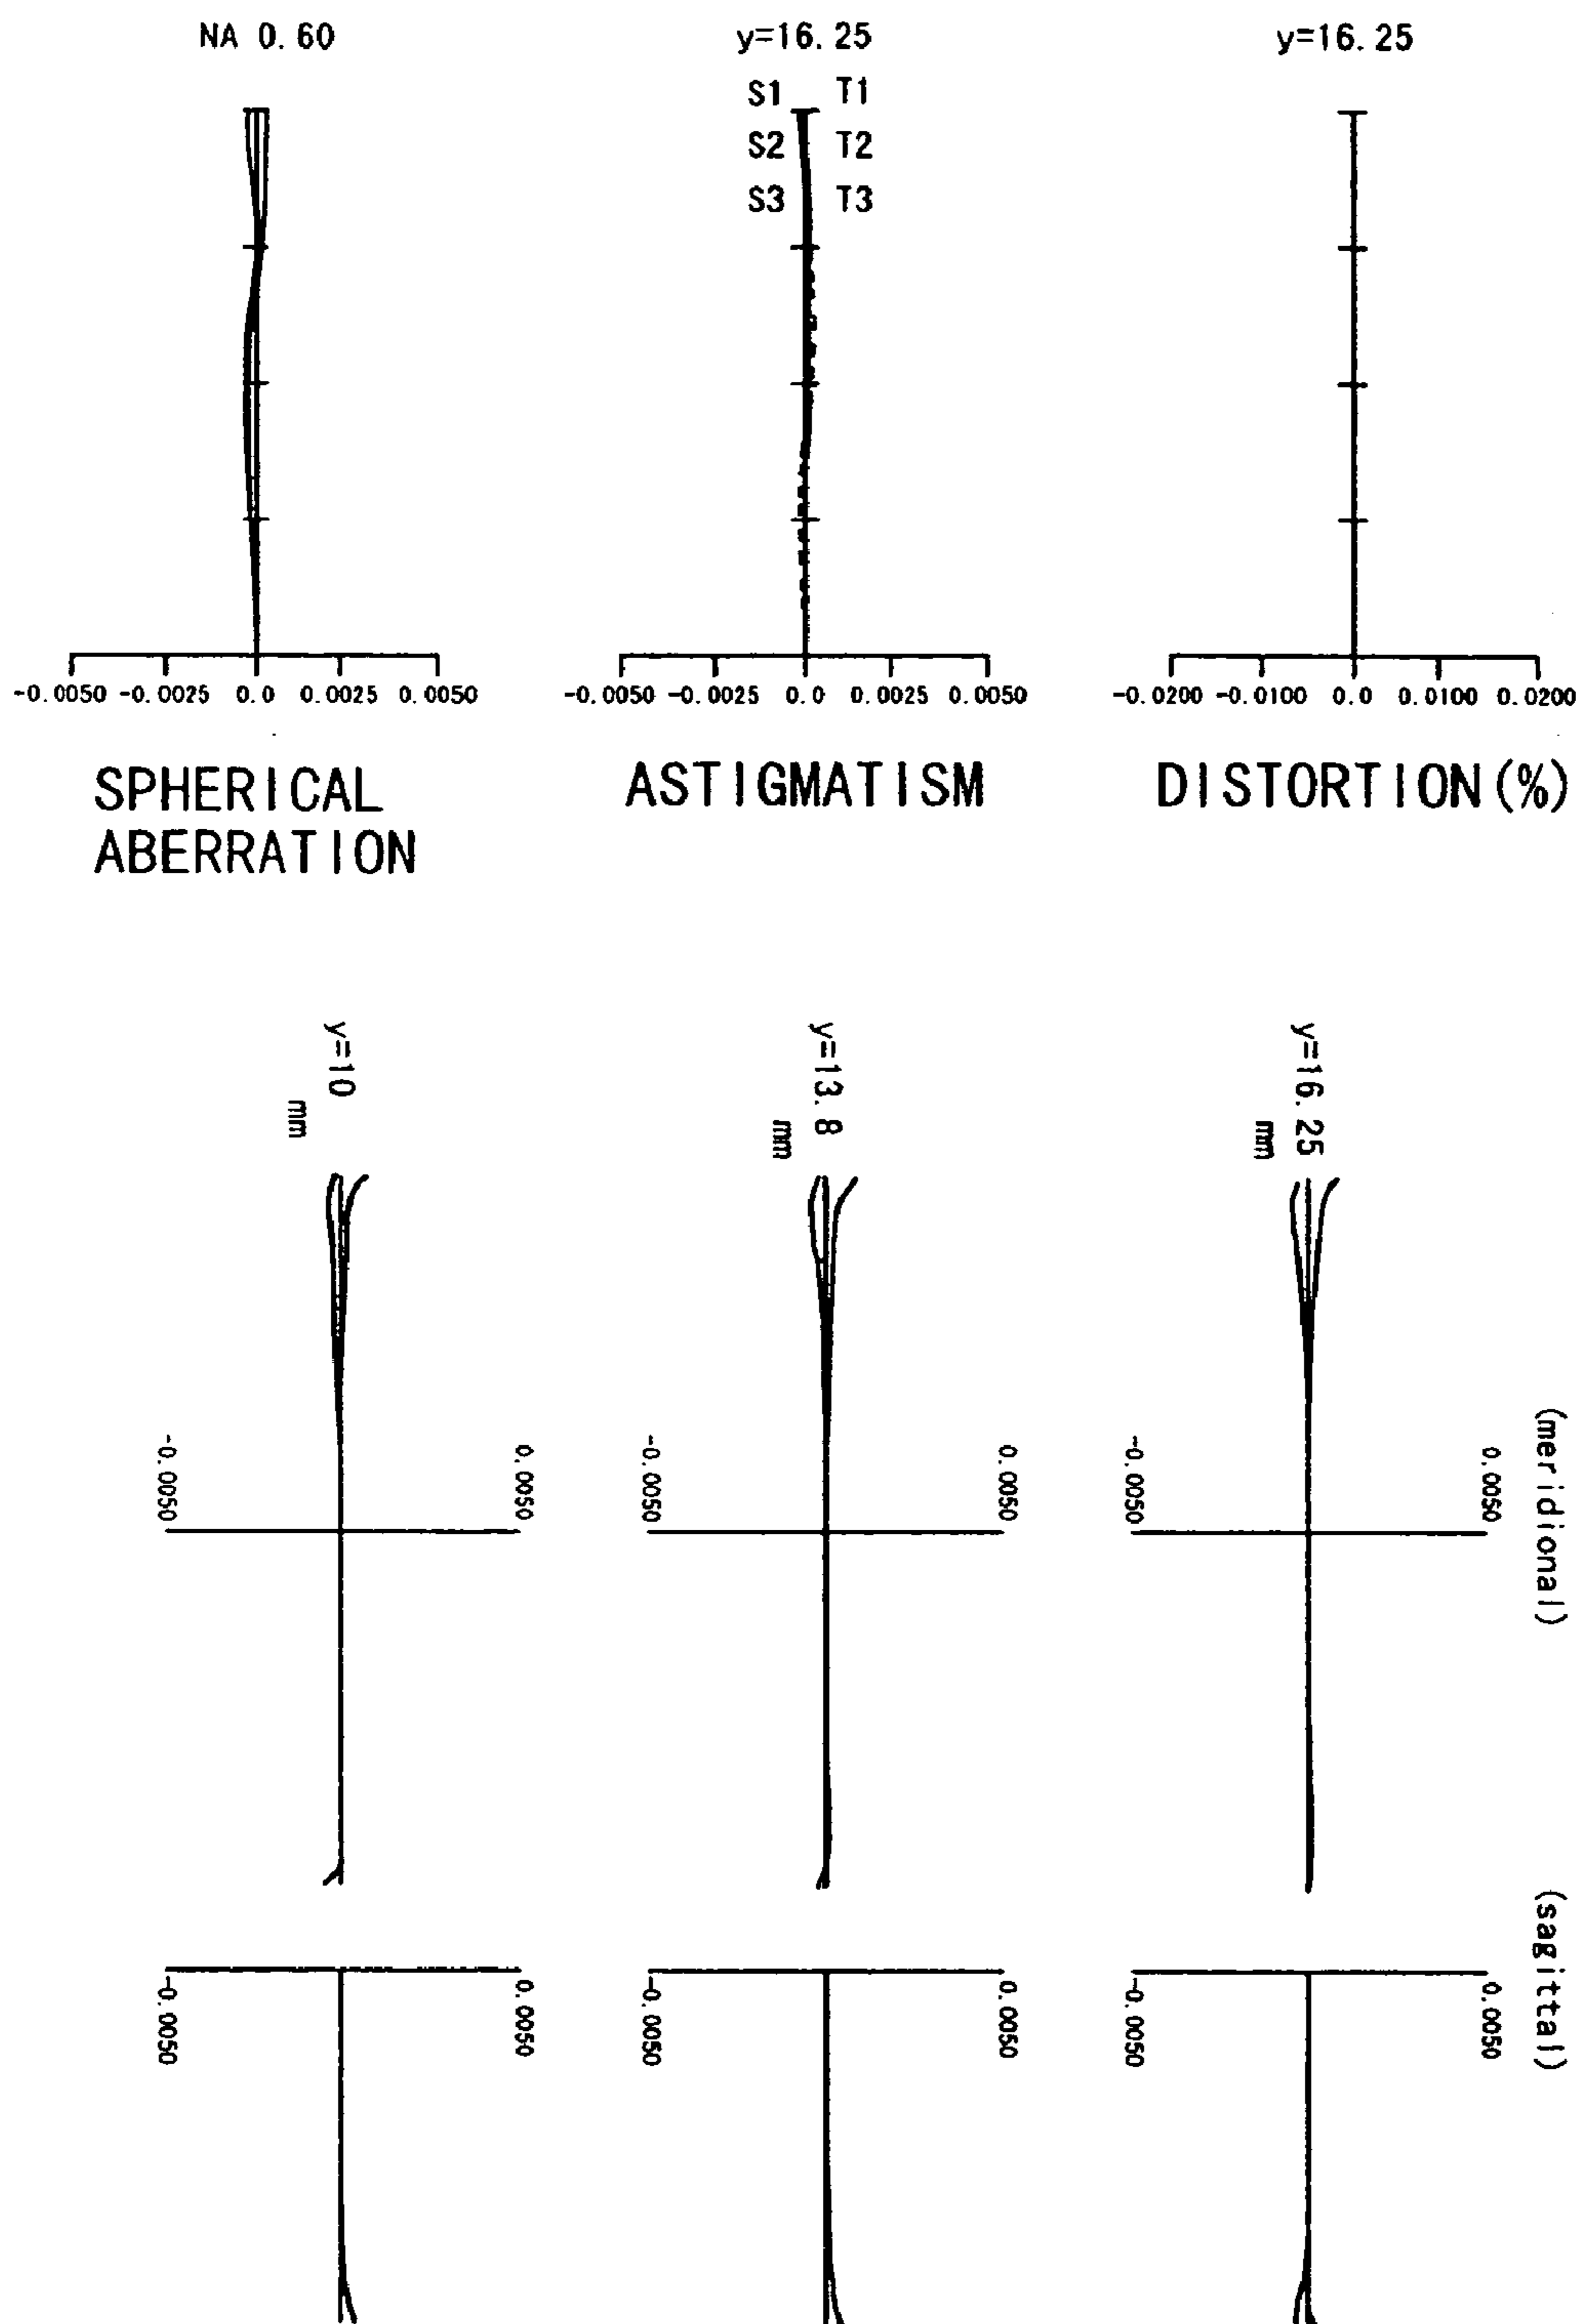 NA 0.60
y=16.25
y=16.25
S1 T1
S2 T2
S3 T3
-0.0050 -0.0025 0.0 0.0025 0.0050
-0.0050 -0.0025 0.0 0.0025 0.0050
-0.0200 -0.0100 0.0 0.0100 0.0200
SPHERICAL
ABERRATION
ASTIGMATISM
DISTORTION(%)
y=10
mm
y=13.8
mm
y=16.25
mm
-0.0050
0.0050
-0.0050
0.0050
-0.0050
0.0050
(meridional)
-0.0050
0.0050
-0.0050
0.0050
-0.0050
0.0050
(sagittal)